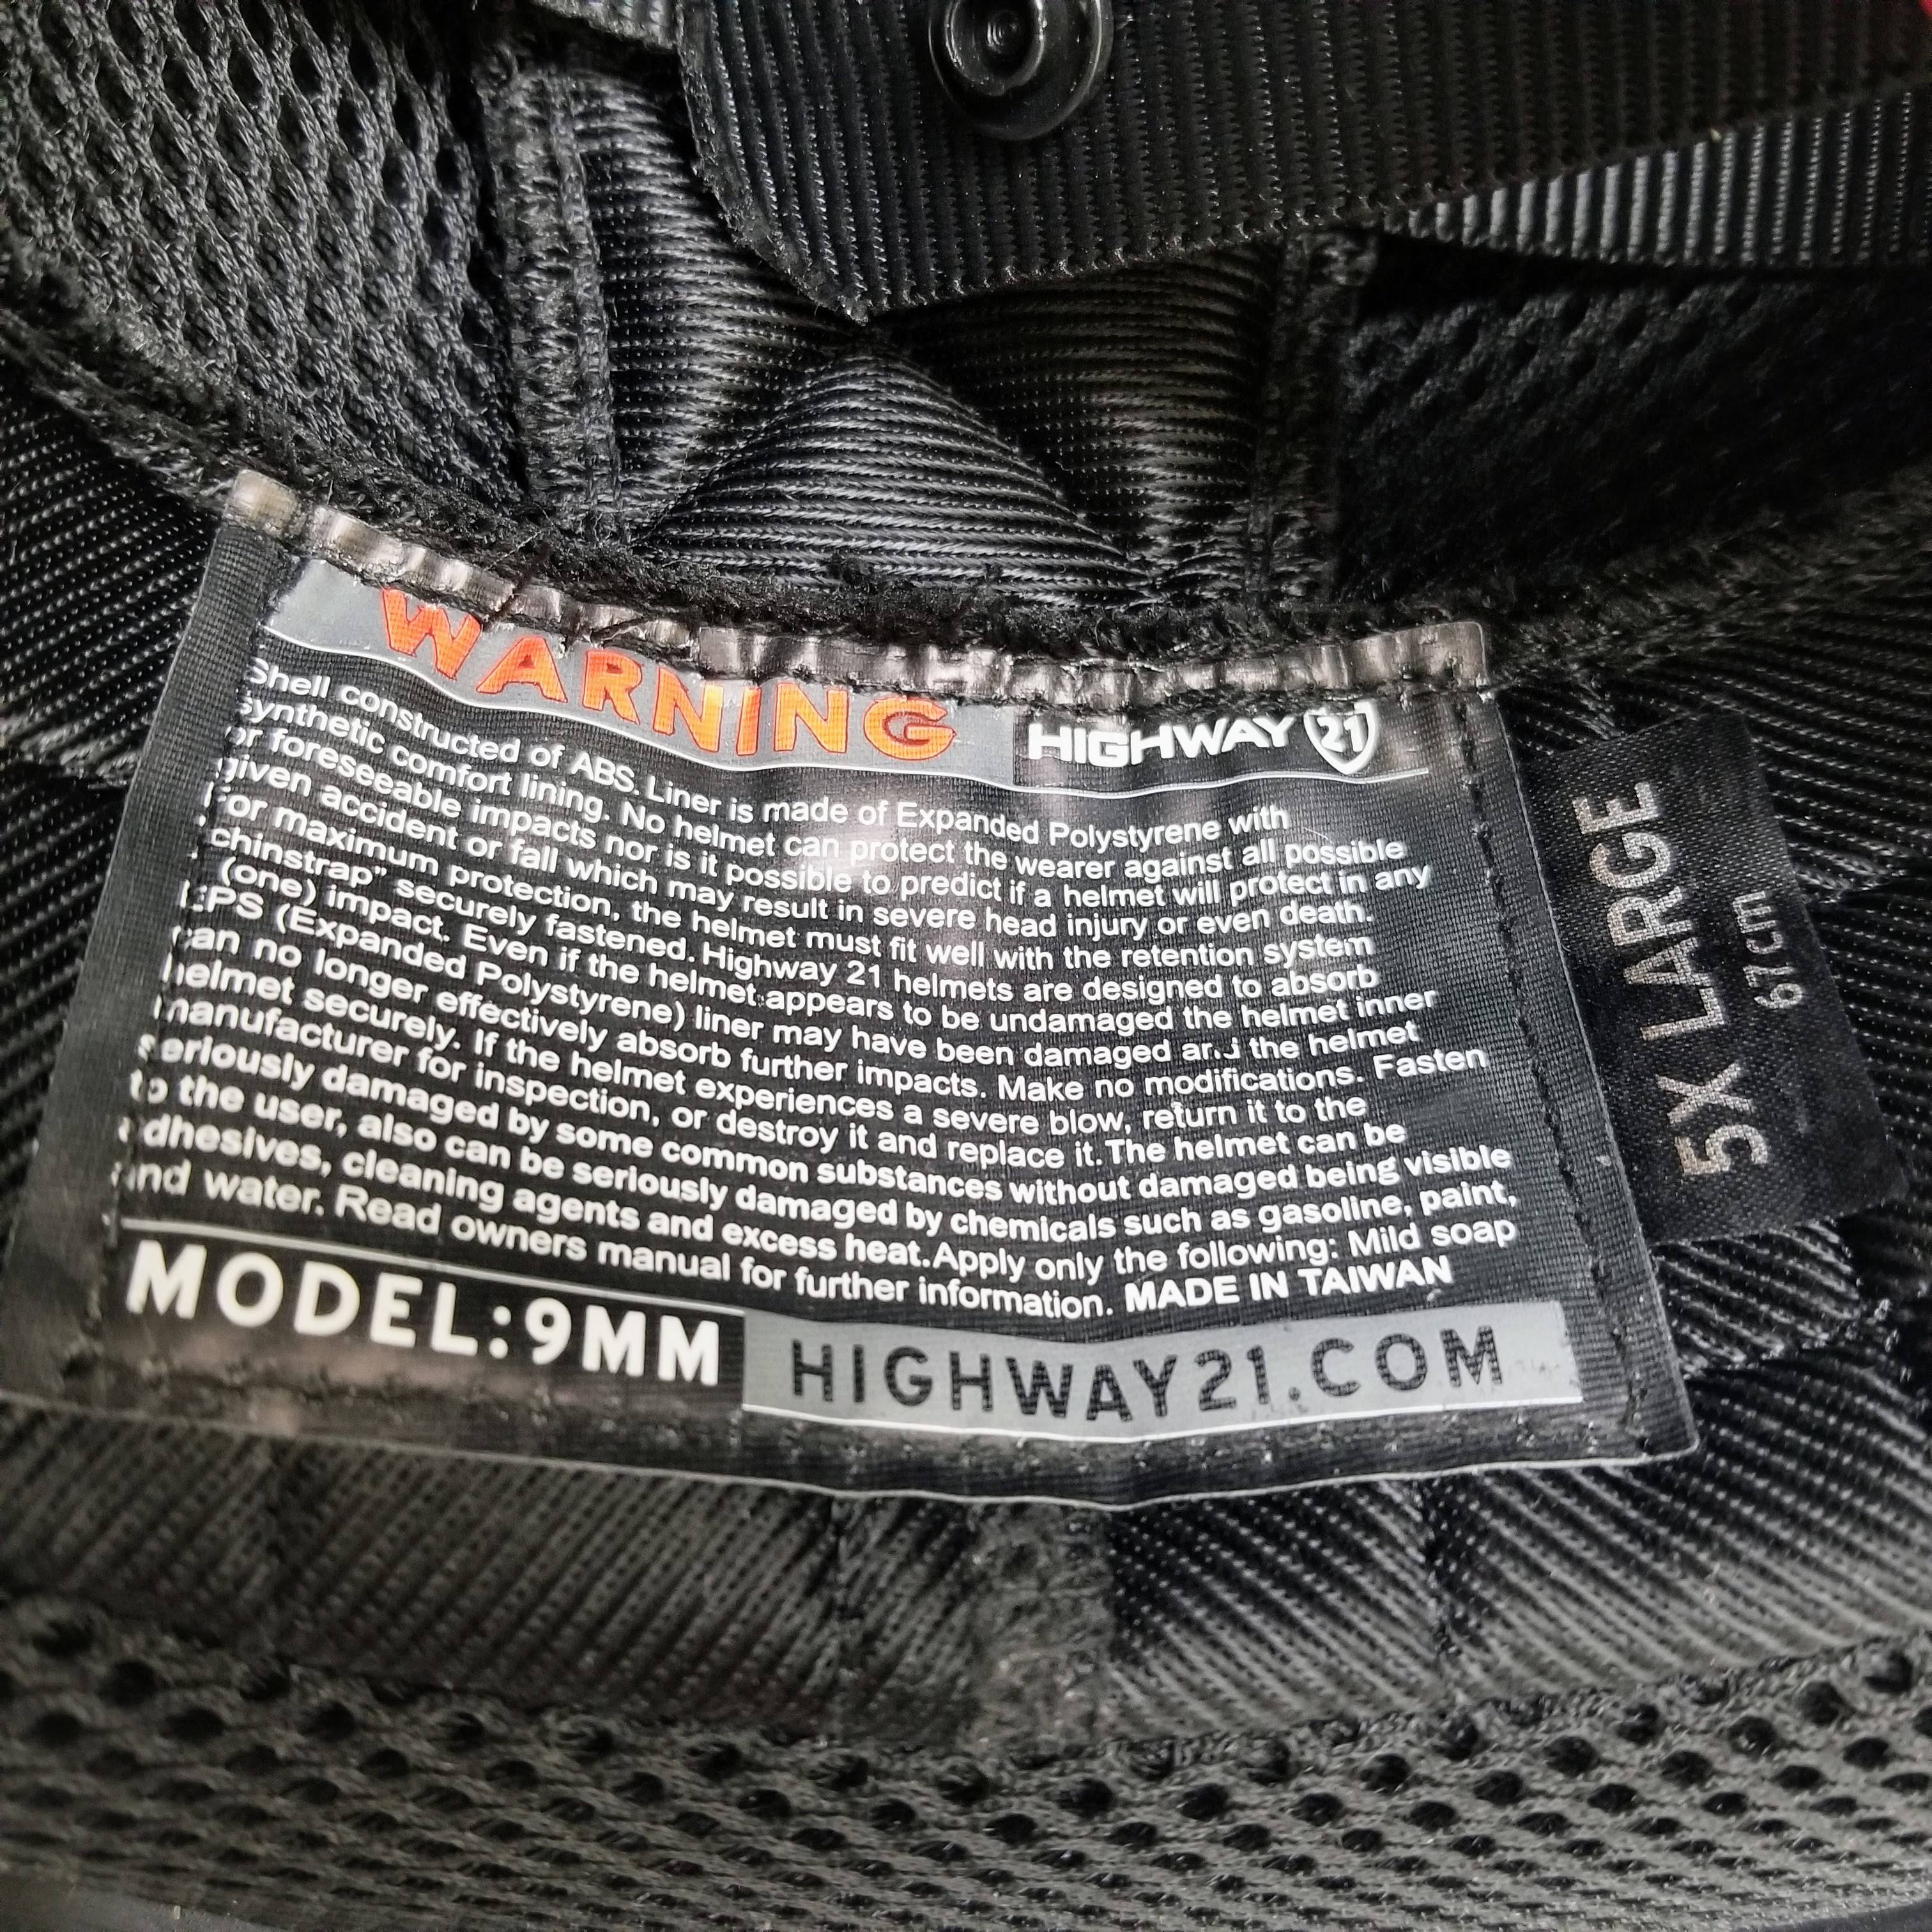 WARNING
HIGHWAY 21
Shell constructed of ABS. Liner is made of Expanded Polystyrene with
synthetic comfort lining. No helmet can protect the wearer against all possible
or foreseeable impacts nor is it possible to predict if a helmet will protect in any
given accident or fall which may result in severe head injury or even death.
For maximum protection, the helmet must fit well with the retention system
chinstrap" securely fastened. Highway 21 helmets are designed to absorb
(one) impact. Even if the helmet appears to be undamaged the helmet inner
EPS (Expanded Polystyrene) liner may have been damaged and the helmet
can no longer effectively absorb further impacts. Make no modifications. Fasten
helmet securely. If the helmet experiences a severe blow, return it to the
manufacturer for inspection, or destroy it and replace it. The helmet can be
seriously damaged by some common substances without damaged being visible
to the user, also can be seriously damaged by chemicals such as gasoline, paint,
adhesives, cleaning agents and excess heat. Apply only the following: Mild soap
and water. Read owners manual for further information. MADE IN TAIWAN
MODEL:9MM
HIGHWAY21.COM
5X LARGE
67cm